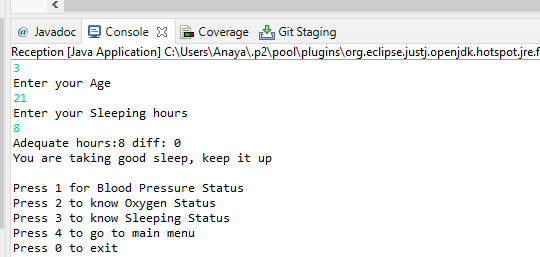 Javadoc Console Coverage Git Staging
Reception [Java Application] C:\Users\Anaya\.p2\pool\plugins\org.eclipse.justj.openjdk.hotspot.jre.f
3
Enter your Age
21
Enter your Sleeping hours
8
Adequate hours:8 diff: 0
You are taking good sleep, keep it up
Press 1 for Blood Pressure Status
Press 2 to know Oxygen Status
Press 3 to know Sleeping Status
Press 4 to go to main menu
Press 0 to exit